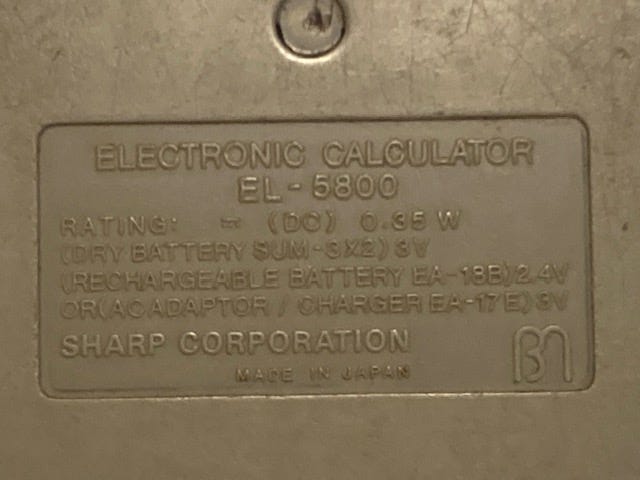 ELECTRONIC CALCULATOR
EL-5800
RATING: ⎓ (DC) 0.35 W
(DRY BATTERY SUM-3X2) 3V
(RECHARGEABLE BATTERY EA-18B) 2.4V
OR (AC ADAPTOR / CHARGER EA-17E) 3V
SHARP CORPORATION
MADE IN JAPAN